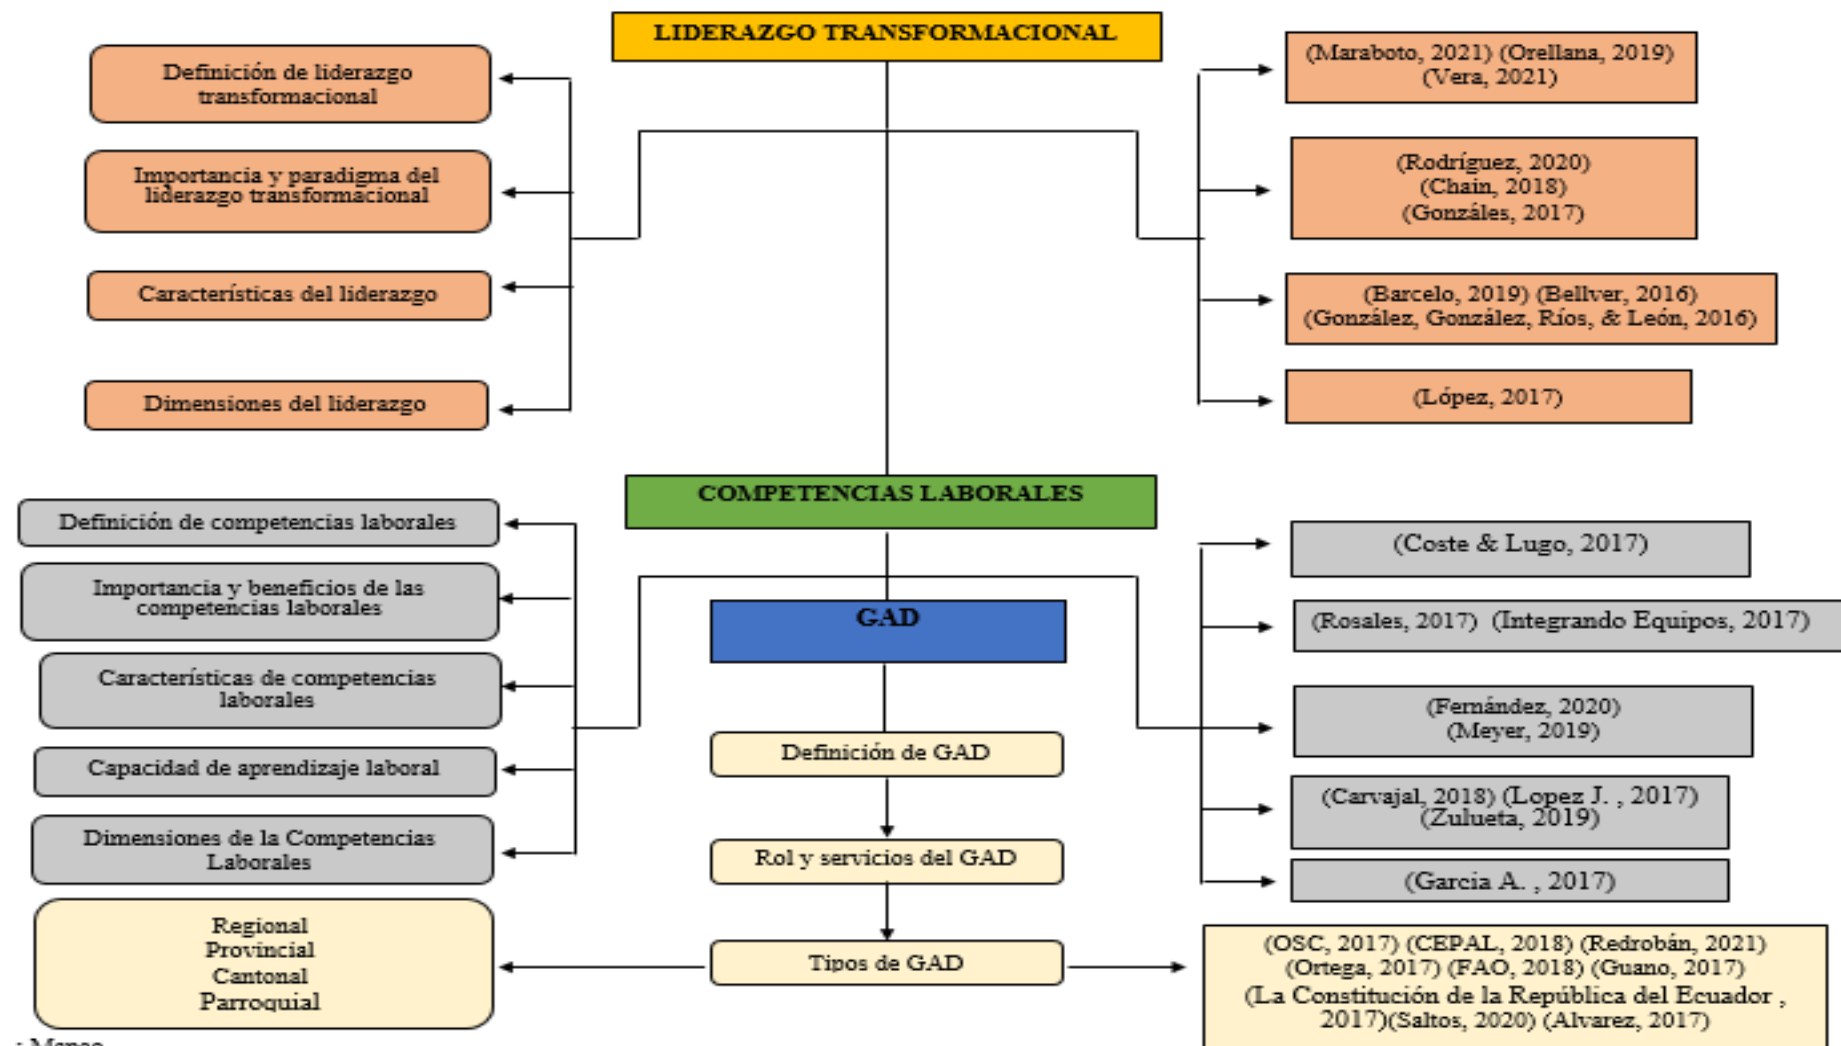 LIDERAZGO TRANSFORMACIONAL
Definición de liderazgo
transformacional
Importancia y paradigma del
liderazgo transformacional
Características del liderazgo
Dimensiones del liderazgo
(Maraboto, 2021) (Orellana, 2019)
(Vera, 2021)
(Rodríguez, 2020)
(Chain, 2018)
(Gonzáles, 2017)
(Barcelo, 2019) (Bellver, 2016)
(González, González, Ríos, & León, 2016)
(López, 2017)
COMPETENCIAS LABORALES
Definición de competencias laborales
Importancia y beneficios de las
competencias laborales
Características de competencias
laborales
Capacidad de aprendizaje laboral
Dimensiones de la Competencias
Laborales
(Coste & Lugo, 2017)
(Rosales, 2017) (Integrando Equipos, 2017)
(Fernández, 2020)
(Meyer, 2019)
(Carvajal, 2018) (Lopez J. , 2017)
(Zulueta, 2019)
(Garcia A. , 2017)
GAD
Definición de GAD
Rol y servicios del GAD
Tipos de GAD
Regional
Provincial
Cantonal
Parroquial
(OSC, 2017) (CEPAL, 2018) (Redrobán, 2021)
(Ortega, 2017) (FAO, 2018) (Guano, 2017)
(La Constitución de la República del Ecuador ,
2017)(Saltos, 2020) (Alvarez, 2017)